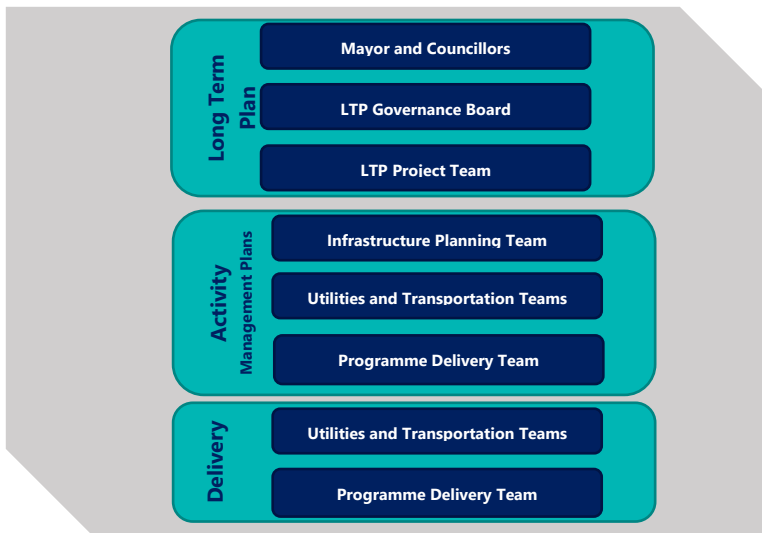 Long Term
Plan
Mayor and Councillors
LTP Governance Board
LTP Project Team
Activity
Management Plans
Infrastructure Planning Team
Utilities and Transportation Teams
Programme Delivery Team
Delivery
Utilities and Transportation Teams
Programme Delivery Team